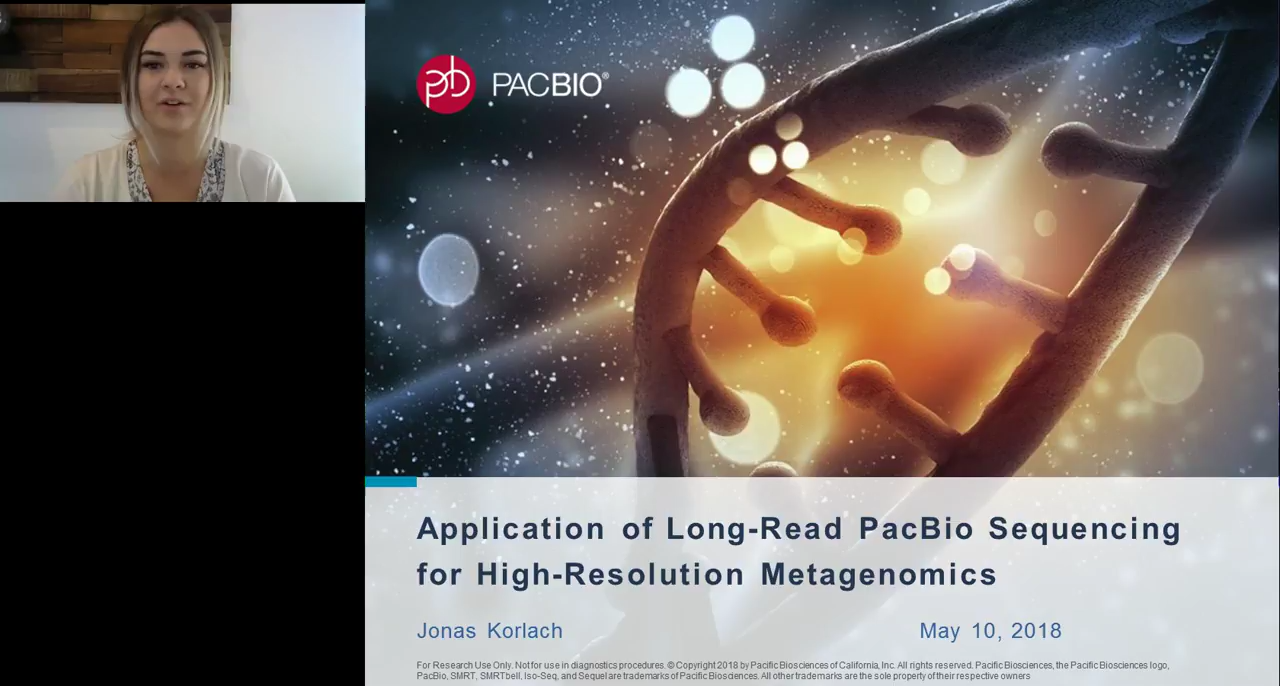 pb PACBIO®
Application of Long-Read PacBio Sequencing
for High-Resolution Metagenomics
Jonas Korlach
May 10, 2018
For Research Use Only. Not for use in diagnostics procedures. © Copyright 2018 by Pacific Biosciences of California, Inc. All rights reserved. Pacific Biosciences, the Pacific Biosciences logo,
PacBio, SMRT, SMRTbell, Iso-Seq, and Sequel are trademarks of Pacific Biosciences. All other trademarks are the sole property of their respective owners